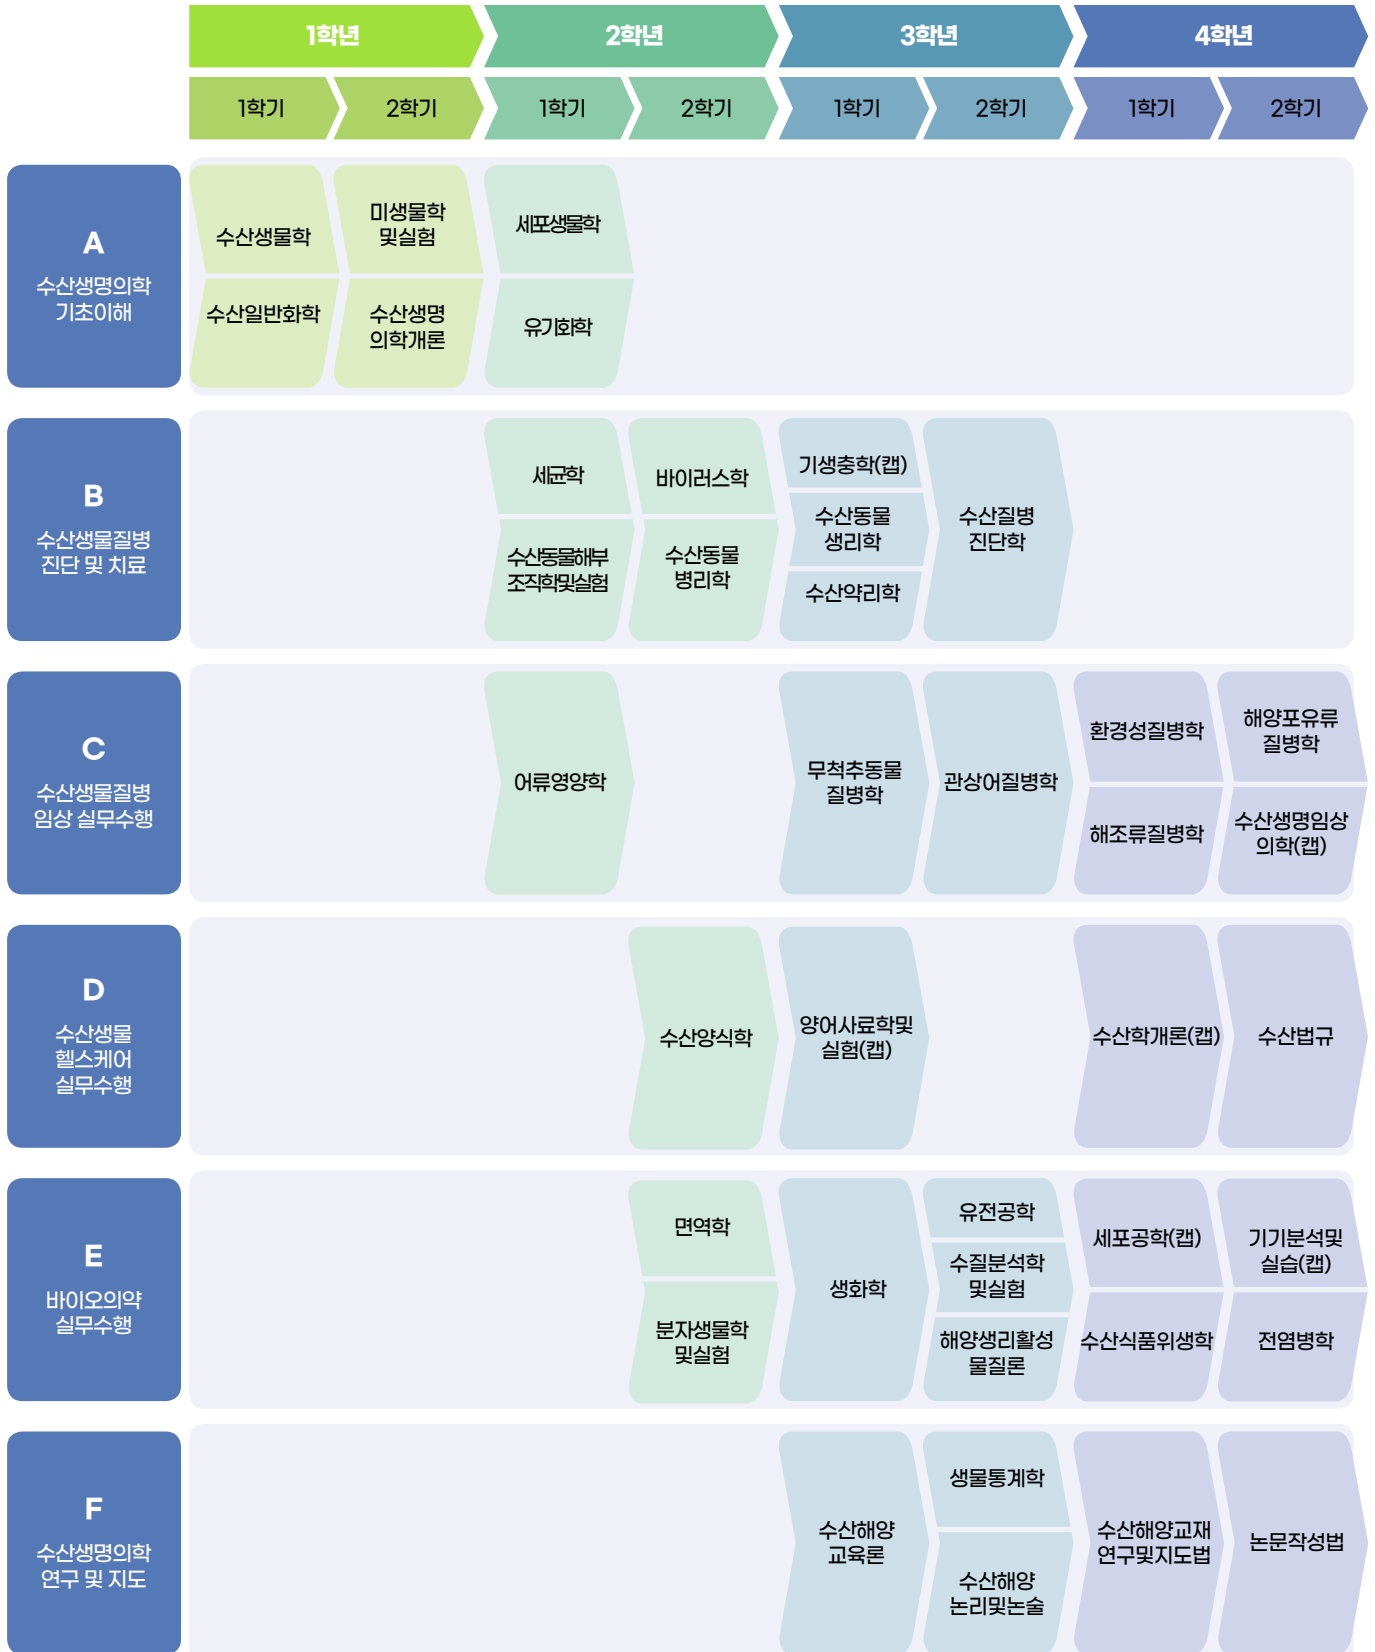 1학년
2학년
3학년
4학년
1학기
2학기
1학기
2학기
1학기
2학기
1학기
2학기
A
수산생명의학
기초이해
수산생물학
수산일반화학
미생물학
및실험
수산생명
의학개론
세포생물학
유기화학
B
수산생물질병
진단 및 치료
세균학
수산동물해부
조직학및실험
바이러스학
수산동물
병리학
기생충학(캡)
수산동물
생리학
수산약리학
수산질병
진단학
C
수산생물질병
임상 실무수행
어류영양학
무척추동물
질병학
관상어질병학
환경성질병학
해조류질병학
해양포유류
질병학
수산생명임상
의학(캡)
D
수산생물
헬스케어
실무수행
수산양식학
양어사료학및
실험(캡)
수산학개론(캡)
수산법규
E
바이오의약
실무수행
면역학
분자생물학
및실험
생화학
유전공학
수질분석학
및실험
해양생리활성
물질론
세포공학(캡)
수산식품위생학
기기분석및
실습(캡)
전염병학
F
수산생명의학
연구 및 지도
수산해양
교육론
생물통계학
수산해양
논리및논술
수산해양교재
연구및지도법
논문작성법